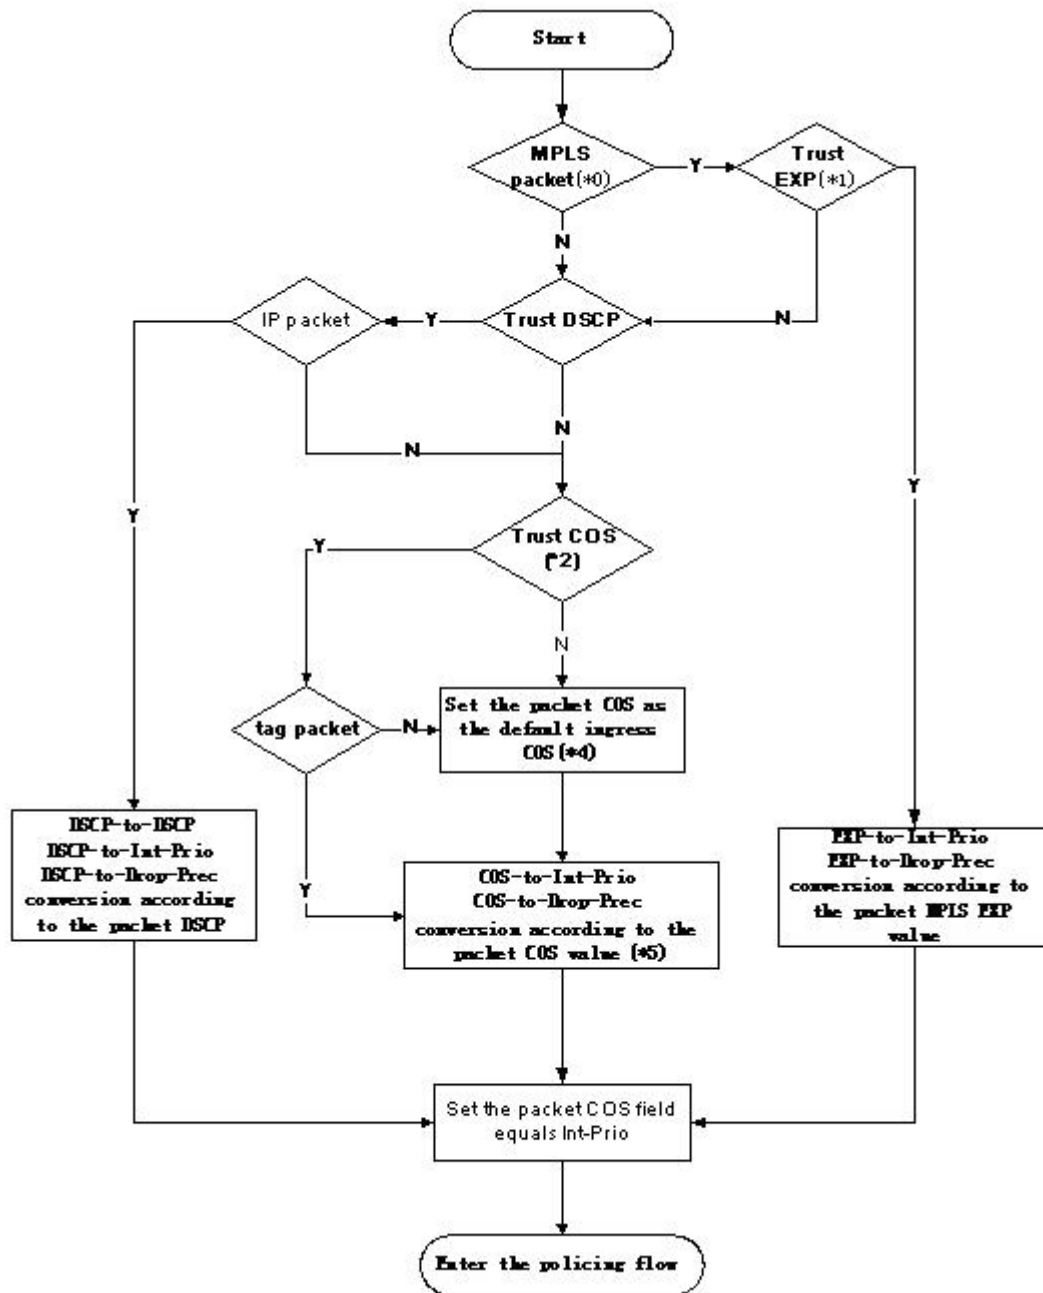 Start
MPLS
packet(*0)
Y
Trust
EXP(*1)
N
IP packet
Y
Trust DSCP
N
N
N
Y
Y
Trust COS
(*2)
Y
N
tag packet
N
Set the packet COS as
the default ingress
COS(*4)
DSCP-to-DSCP
DSCP-to-Int-Prio
DSCP-to-Drop-Prec
conversion according
to the packet DSCP
Y
COS-to-Int-Prio
COS-to-Drop-Prec
conversion according to the
packet COS value (*5)
EXP-to-Int-Prio
EXP-to-Drop-Prec
conversion according to
the packet MPLS EXP
value
Set the packet COS field
equals Int-Prio
Enter the policing flow